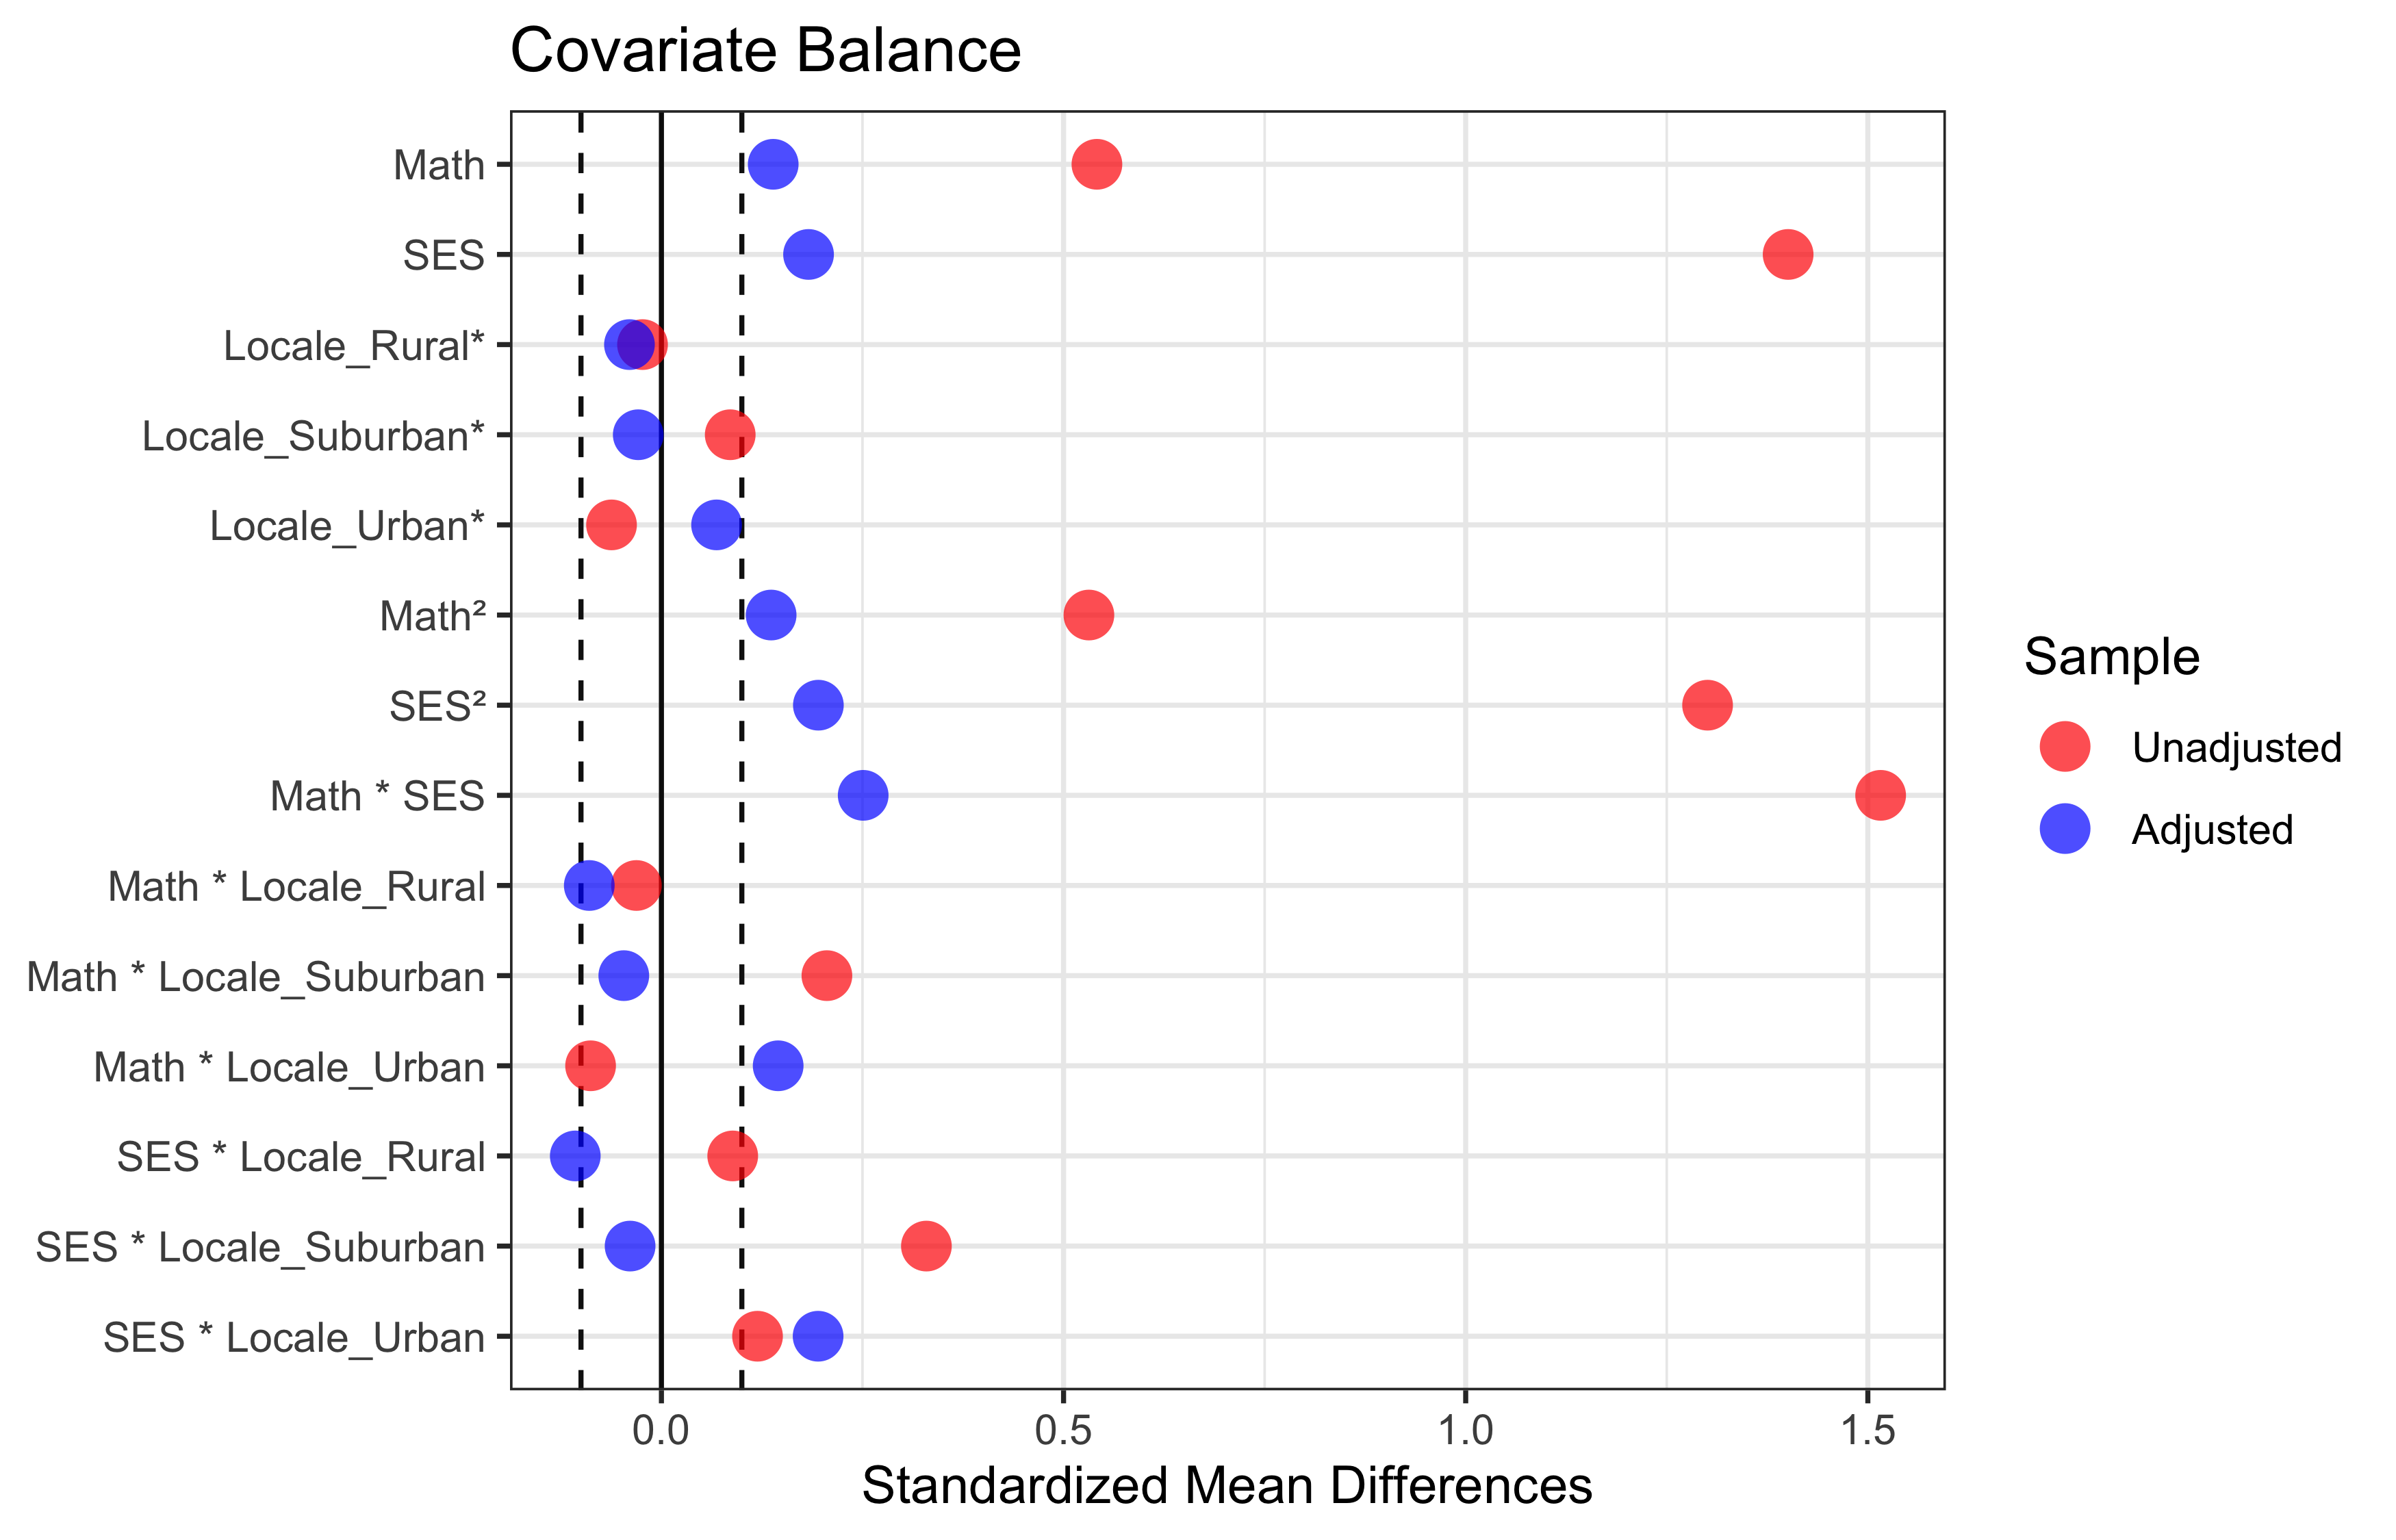 Covariate Balance
Math
SES
Locale_Rural*
Locale_Suburban*
Locale_Urban*
Math²
SES²
Math * SES
Math * Locale_Rural
Math * Locale_Suburban
Math * Locale_Urban
SES * Locale_Rural
SES * Locale_Suburban
SES * Locale_Urban
0.0 0.5 1.0 1.5
Standardized Mean Differences
Sample
Unadjusted
Adjusted